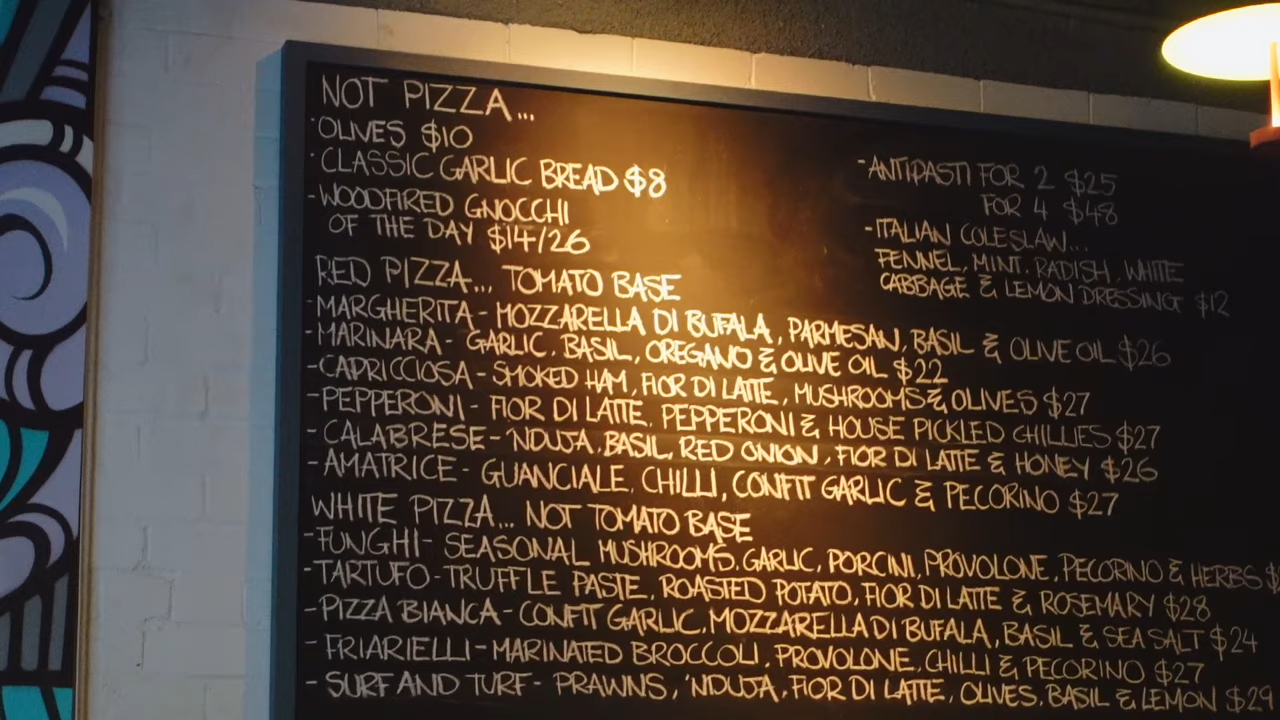 NOT PIZZA...
·OLIVES $10
·CLASSIC GARLIC BREAD $8
-WOODFIRED GNOCCHI
OF THE DAY $14/26
-ANTIPASTI FOR 2 $25
FOR 4 $48
-ITALIAN COLESLAW...
FENNEL, MINT, RADISH, WHITE
CABBAGE & LEMON DRESSING $12
RED PIZZA... TOMATO BASE
-MARGHERITA- MOZZARELLA DI BUFALA, PARMESAN, BASIL & OLIVE OIL $26
-MARINARA- GARLIC, BASIL, OREGANO & OLIVE OIL $22
-CAPRICCIOSA- SMOKED HAM, FIOR DI LATTE, MUSHROOMS & OLIVES $27
-PEPPERONI- FIOR DI LATTE, PEPPERONI & HOUSE PICKLED CHILLIES $27
-CALABRESE- 'NDUJA, BASIL, RED ONION, FIOR DI LATTE & HONEY $26
-AMATRICE- GUANCIALE, CHILLI, CONFIT GARLIC & PECORINO $27
WHITE PIZZA... NOT TOMATO BASE
-FUNGHI- SEASONAL MUSHROOMS, GARLIC, PORCINI, PROVOLONE, PECORINO & HERBS
-TARTUFO- TRUFFLE PASTE, ROASTED POTATO, FIOR DI LATTE & ROSEMARY $28
-PIZZA BIANCA- CONFIT GARLIC, MOZZARELLA DI BUFALA, BASIL & SEA SALT $24
-FRIARIELLI- MARINATED BROCCOLI, PROVOLONE, CHILLI & PECORINO $27
-SURF AND TURF- PRAWNS, 'NDUJA, FIOR DI LATTE, OLIVES, BASIL & LEMON $29